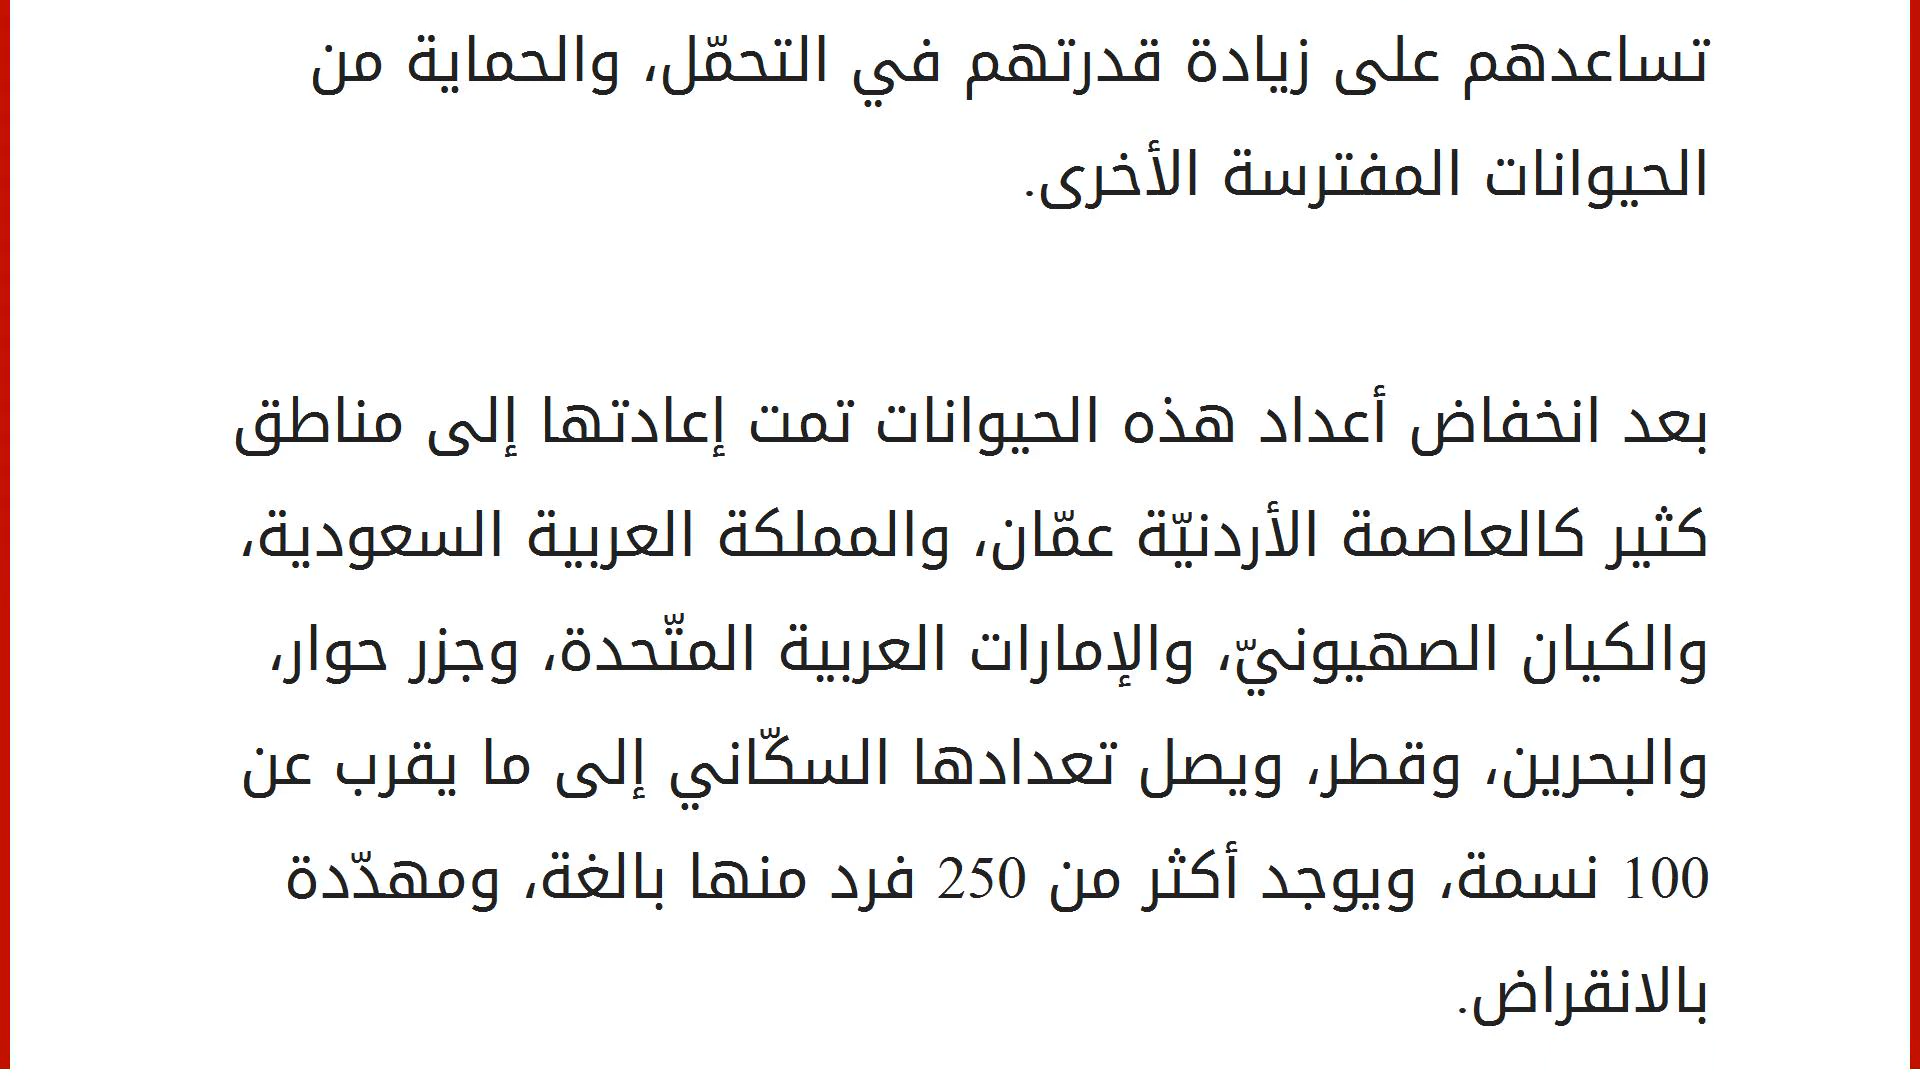 تساعدهم على زيادة قدرتهم في التحمّل، والحماية من
الحيوانات المفترسة الأخرى.
بعد انخفاض أعداد هذه الحيوانات تمت إعادتها إلى مناطق
كثير كالعاصمة الأردنيّة عمّان، والمملكة العربية السعودية،
والكيان الصهيونيّ، والإمارات العربية المتّحدة، وجزر حوار،
والبحرين، وقطر، ويصل تعدادها السكّاني إلى ما يقرب عن
100 نسمة، ويوجد أكثر من 250 فرد منها بالغة، ومهدّدة
بالانقراض.